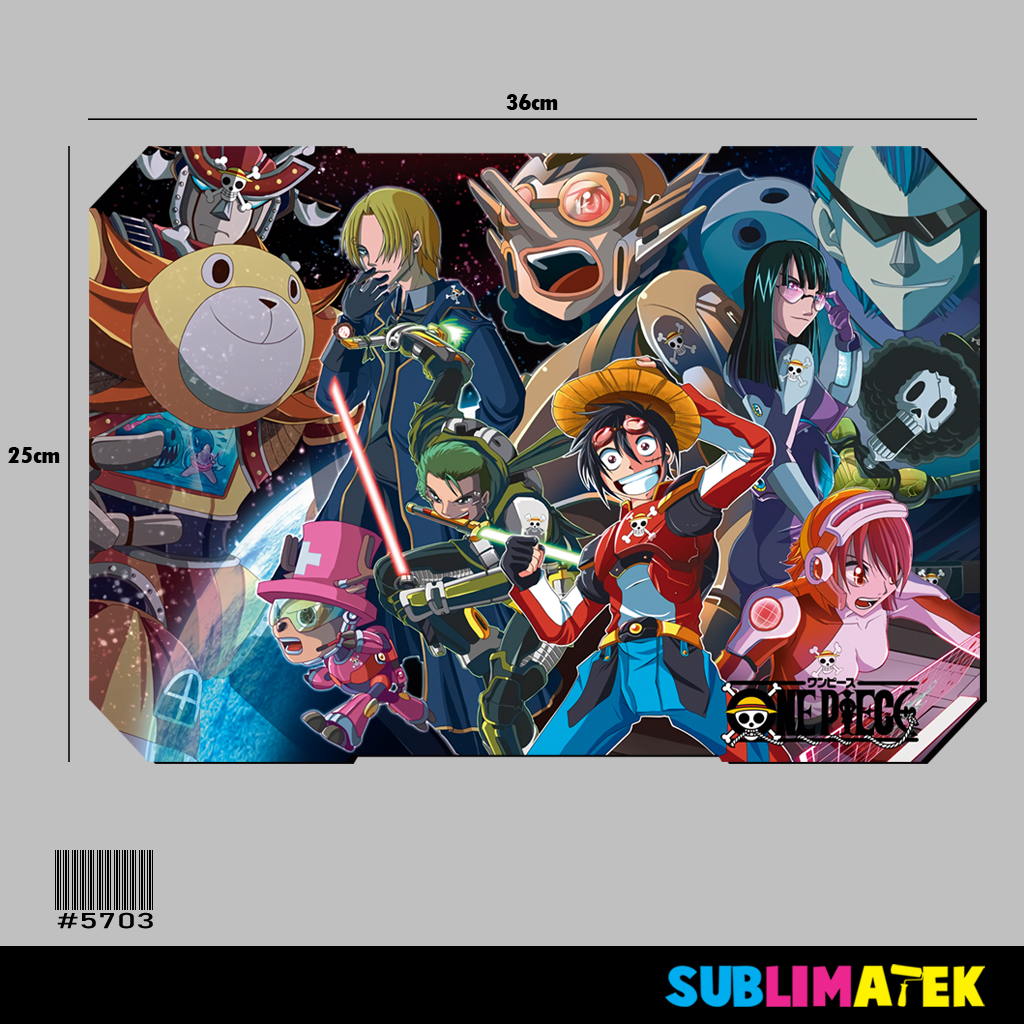 36cm
25cm
ワンピース
ONE PIECE
#5703
SUBLIMATEK